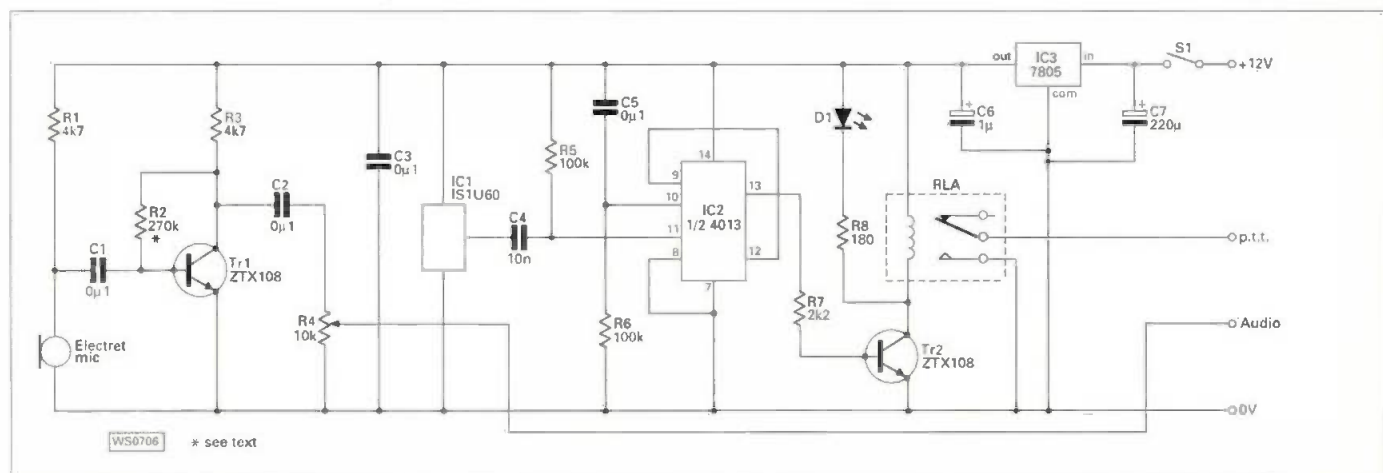 R1
4k7
R2
270k
*
C1
0µ1
Electret
mic
R3
4k7
Tr1
ZTX108
C2
0µ1
R4
10k
C3
0µ1
IC1
IS1U60
C4
10n
R5
100k
C5
0µ1
R6
100k
14
9
10
11
8
7
13
12
IC2
1/2 4013
R7
2k2
D1
R8
180
RLA
Tr2
ZTX108
C6
1µ
+
out
IC3
7805
in
com
C7
220µ
+
S1
+12V
p.t.t.
Audio
0V
WS0706
* see text